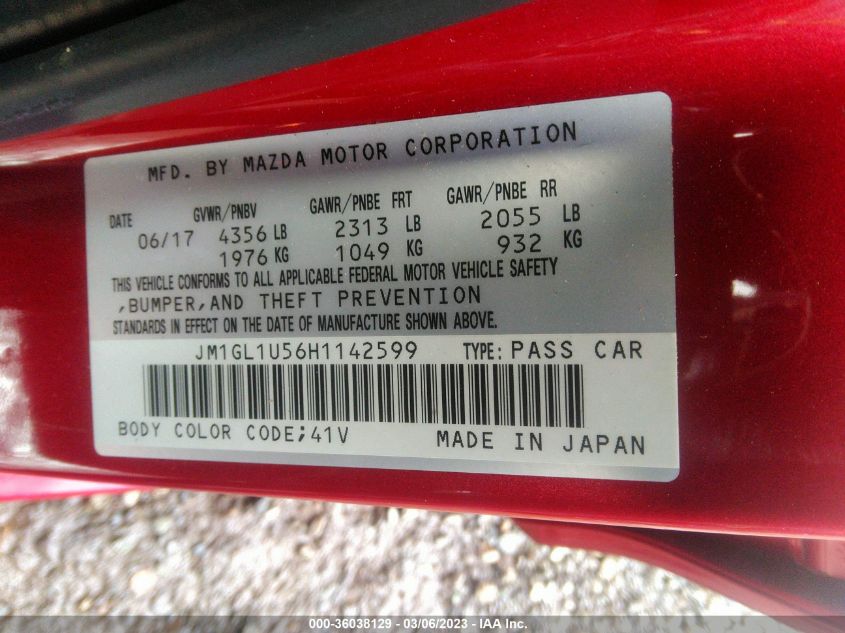 MFD. BY MAZDA MOTOR CORPORATION
DATE GVWR/PNBV GAWR/PNBE FRT GAWR/PNBE RR
06/17 4356 LB 2313 LB 2055 LB
1976 KG 1049 KG 932 KG
THIS VEHICLE CONFORMS TO ALL APPLICABLE FEDERAL MOTOR VEHICLE SAFETY
,BUMPER,AND THEFT PREVENTION
STANDARDS IN EFFECT ON THE DATE OF MANUFACTURE SHOWN ABOVE.
JM1GL1U56H1142599 TYPE: PASS CAR
BODY COLOR CODE;41V MADE IN JAPAN
000-36038129 - 03/06/2023 - IAAI Inc.